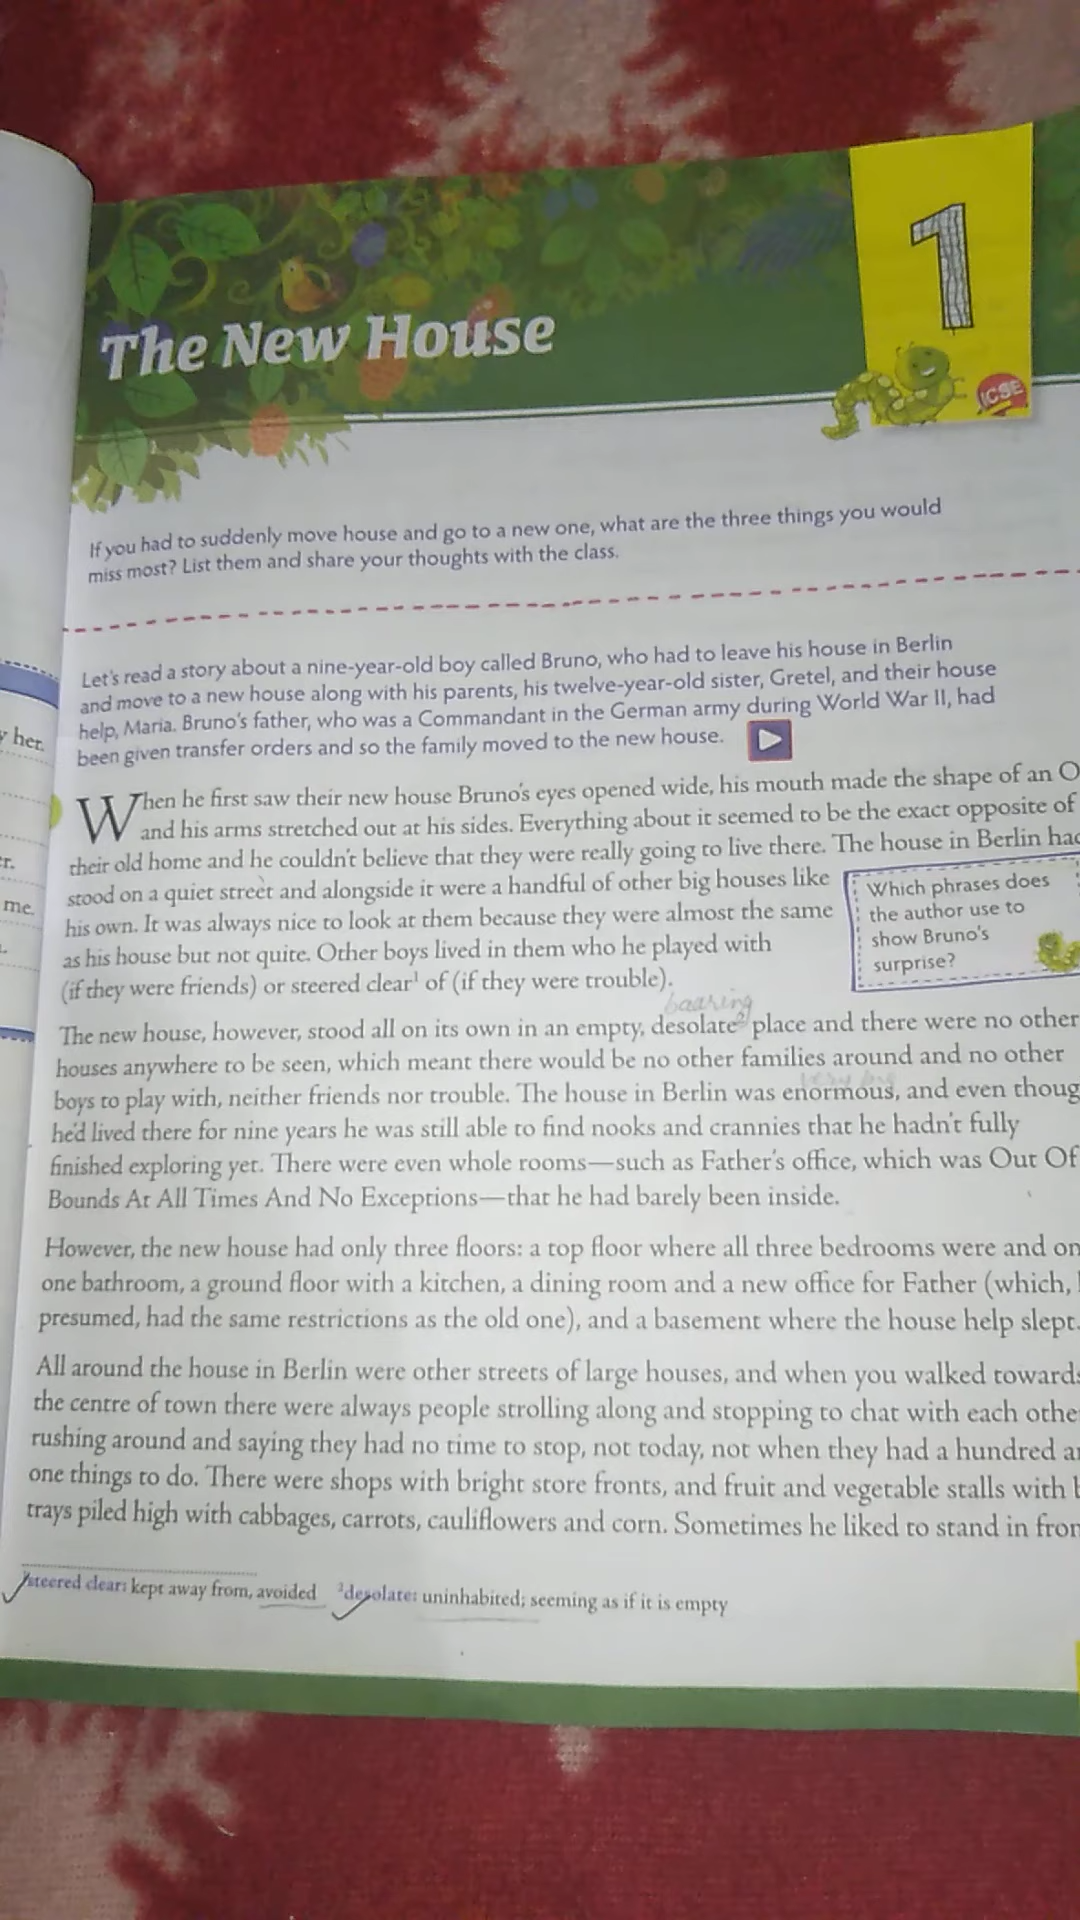 The New House
1
ICSE
If you had to suddenly move house and go to a new one, what are the three things you would
miss most? List them and share your thoughts with the class.
Let's read a story about a nine-year-old boy called Bruno, who had to leave his house in Berlin
and move to a new house along with his parents, his twelve-year-old sister, Gretel, and their house
help, Maria. Bruno's father, who was a Commandant in the German army during World War II, had
been given transfer orders and so the family moved to the new house.
When he first saw their new house Bruno's eyes opened wide, his mouth made the shape of an O
and his arms stretched out at his sides. Everything about it seemed to be the exact opposite of
their old home and he couldn't believe that they were really going to live there. The house in Berlin had
stood on a quiet street and alongside it were a handful of other big houses like
his own. It was always nice to look at them because they were almost the same
as his house but not quite. Other boys lived in them who he played with
(if they were friends) or steered clear¹ of (if they were trouble).
Which phrases does
the author use to
show Bruno's
surprise?
baaring
The new house, however, stood all on its own in an empty, desolate² place and there were no other
houses anywhere to be seen, which meant there would be no other families around and no other
very big
boys to play with, neither friends nor trouble. The house in Berlin was enormous, and even thoug
he'd lived there for nine years he was still able to find nooks and crannies that he hadn't fully
finished exploring yet. There were even whole rooms—such as Father's office, which was Out Of
Bounds At All Times And No Exceptions—that he had barely been inside.
However, the new house had only three floors: a top floor where all three bedrooms were and on
one bathroom, a ground floor with a kitchen, a dining room and a new office for Father (which,
presumed, had the same restrictions as the old one), and a basement where the house help slept.
All around the house in Berlin were other streets of large houses, and when you walked towards
the centre of town there were always people strolling along and stopping to chat with each othe
rushing around and saying they had no time to stop, not today, not when they had a hundred a
one things to do. There were shops with bright store fronts, and fruit and vegetable stalls with
trays piled high with cabbages, carrots, cauliflowers and corn. Sometimes he liked to stand in fron
¹steered clear: kept away from, avoided ²desolate: uninhabited; seeming as if it is empty
her.
r.
me.